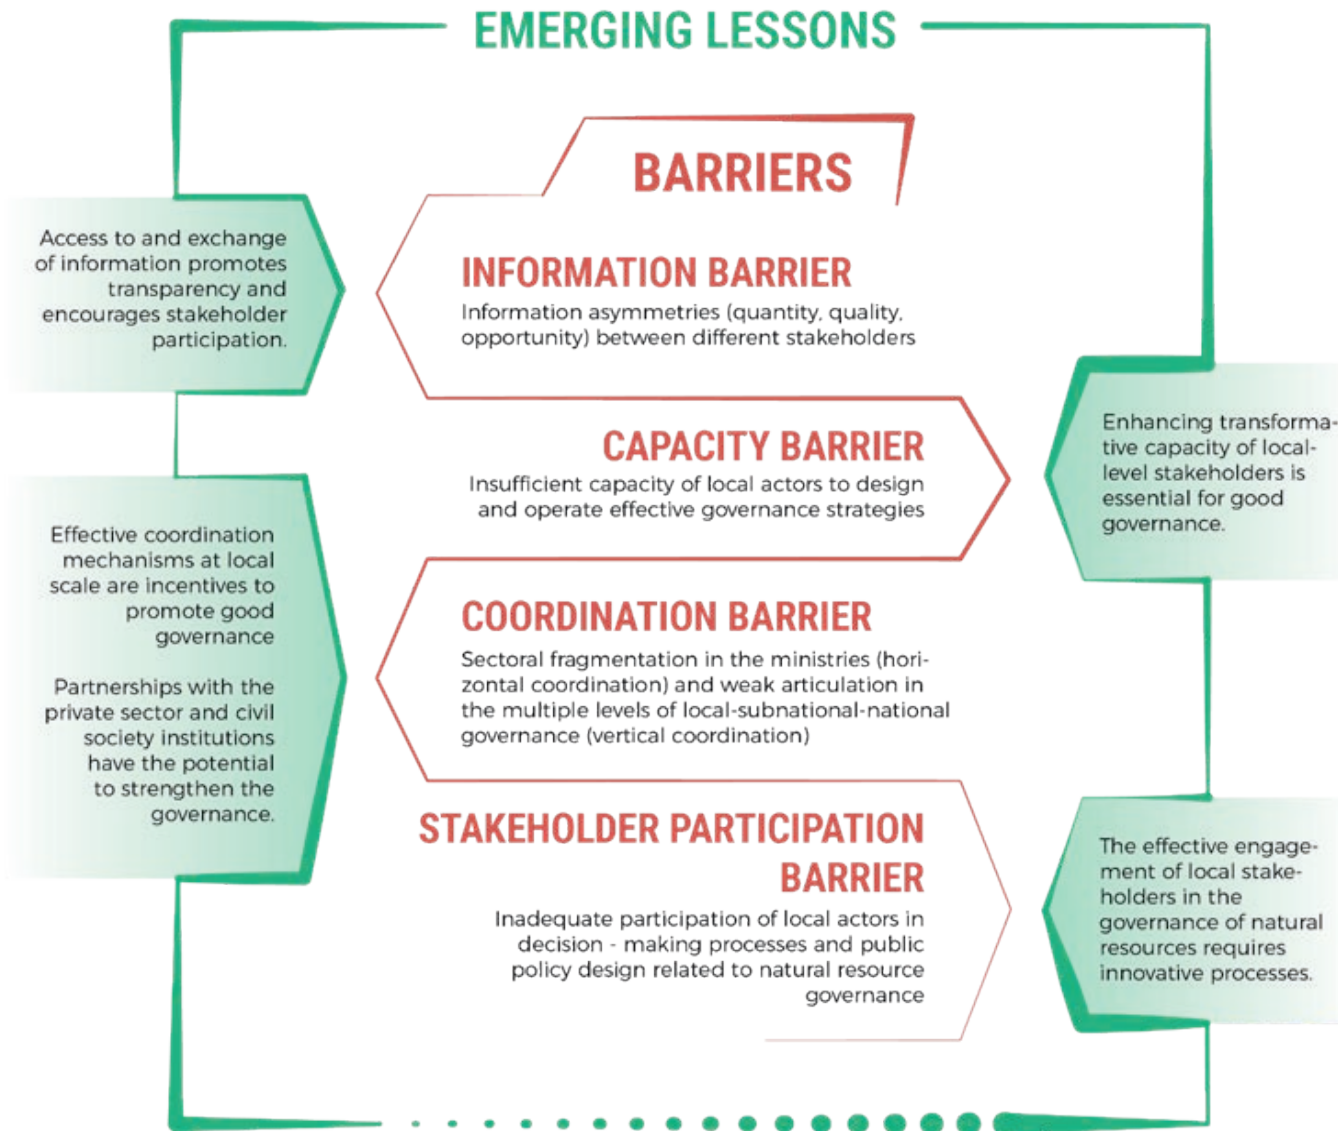 EMERGING LESSONS
BARRIERS
Access to and exchange
of information promotes
transparency and
encourages stakeholder
participation.
INFORMATION BARRIER
Information asymmetries (quantity, quality,
opportunity) between different stakeholders
CAPACITY BARRIER
Insufficient capacity of local actors to design
and operate effective governance strategies
Enhancing transforma-
tive capacity of local-
level stakeholders is
essential for good
governance.
Effective coordination
mechanisms at local
scale are incentives to
promote good
governance
Partnerships with the
private sector and civil
society institutions
have the potential
to strengthen the
governance.
COORDINATION BARRIER
Sectoral fragmentation in the ministries (hori-
zontal coordination) and weak articulation in
the multiple levels of local-subnational-national
governance (vertical coordination)
STAKEHOLDER PARTICIPATION
BARRIER
Inadequate participation of local actors in
decision - making processes and public
policy design related to natural resource
governance
The effective engage-
ment of local stake-
holders in the
governance of natural
resources requires
innovative processes.